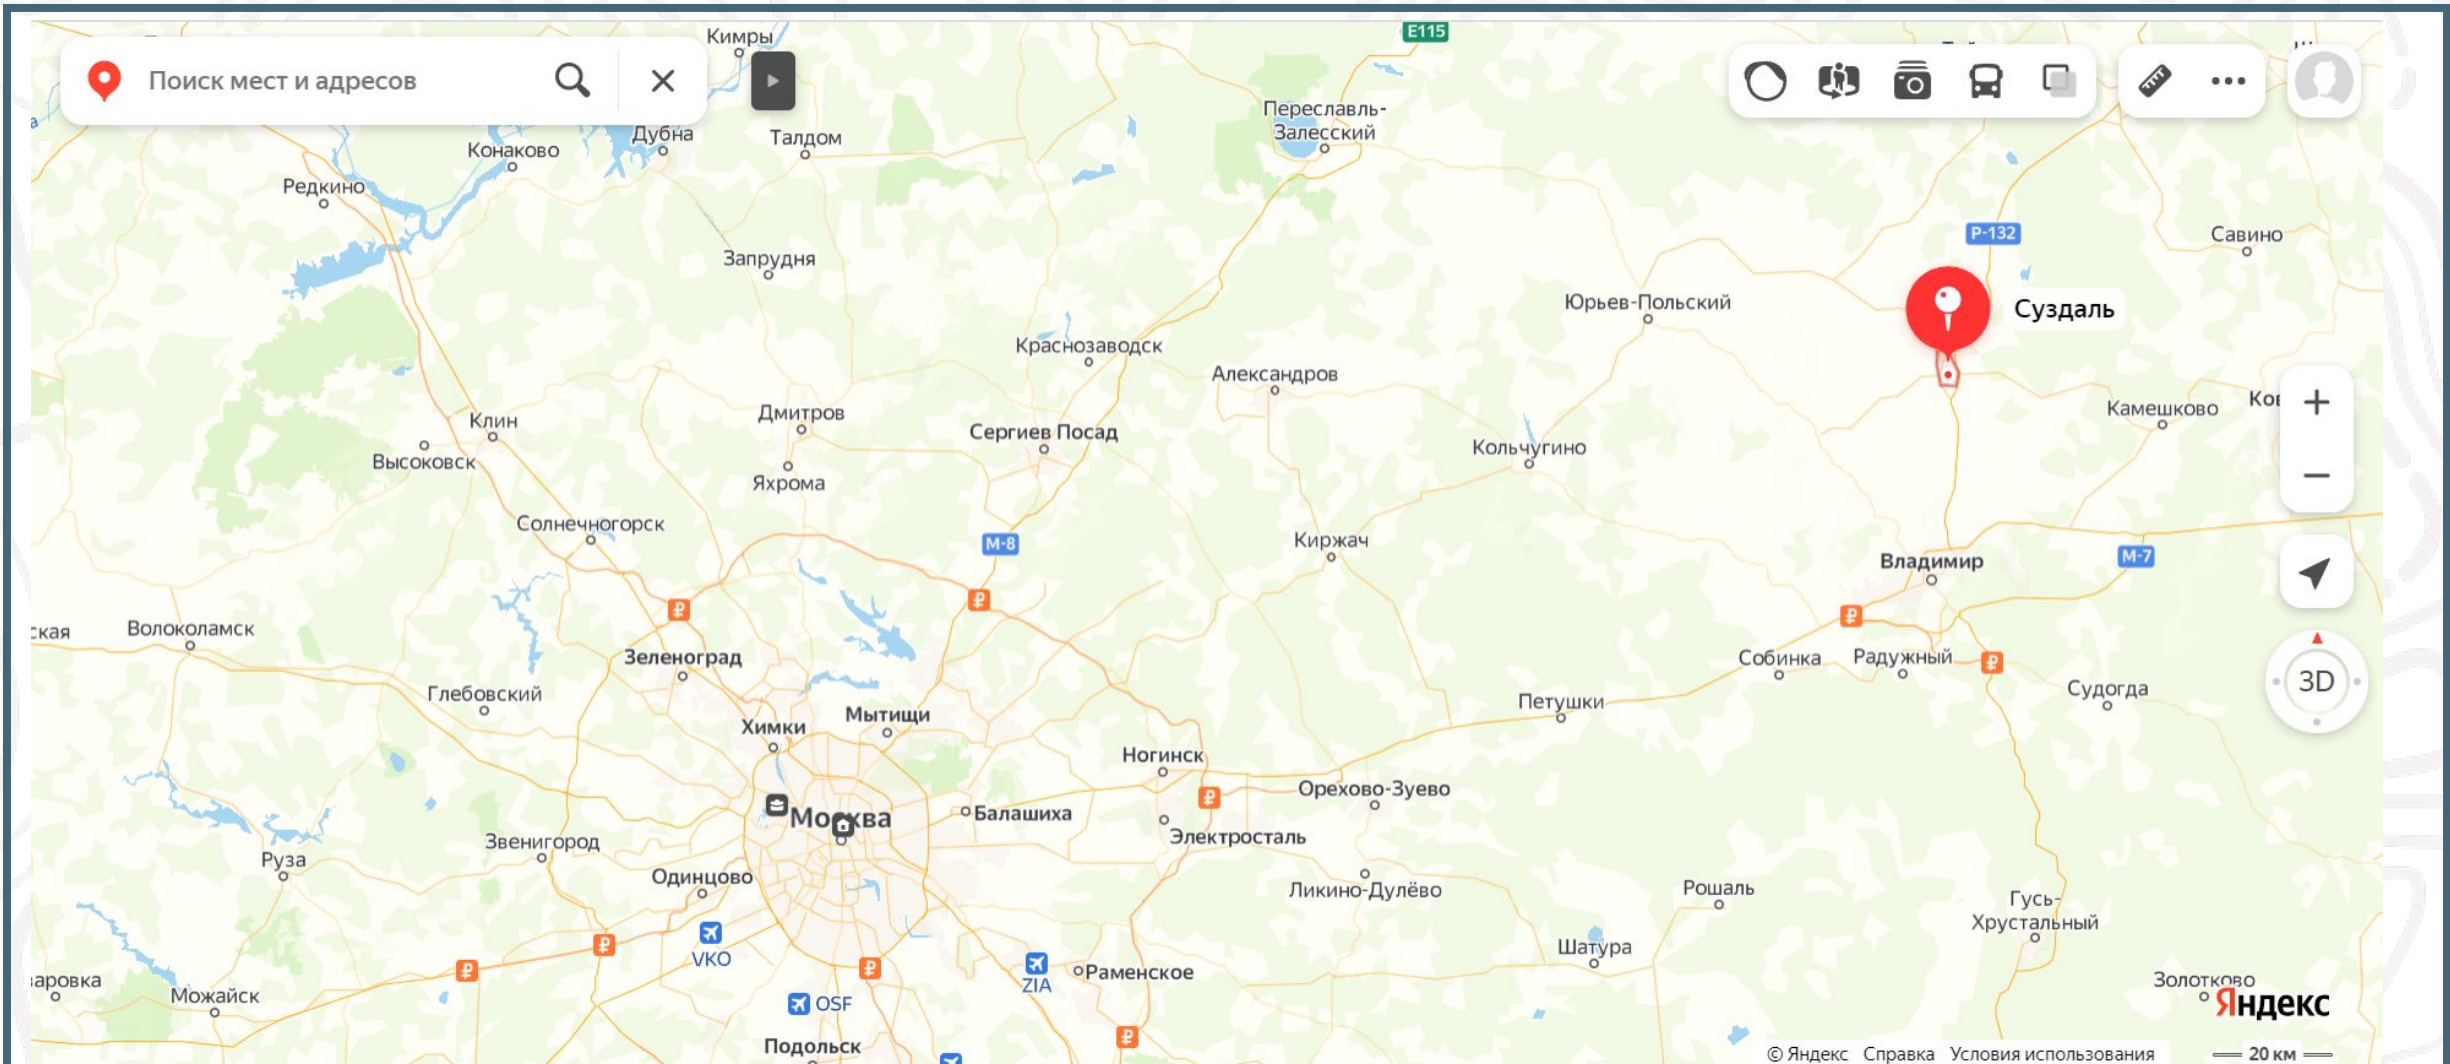 Кимры
E115
Поиск мест и адресов
Переславль-
Залесский
Дубна
Талдом
Конаково
Редкино
Р-132
Савино
Запрудня
Юрьев-Польский
Суздаль
Краснозаводск
Александров
Камешково
Ков
Дмитров
Клин
Сергиев Посад
Кольчугино
Высоковск
Яхрома
Солнечногорск
М-8
Киржач
М-7
Владимир
ская
Волоколамск
Зеленоград
Собинка
Радужный
3D
Глебовский
Судогда
Петушки
Химки
Мытищи
Ногинск
Орехово-Зуево
Москва
Балашиха
Электросталь
Звенигород
Руза
Одинцово
Ликино-Дулёво
Рошаль
Гусь-
Хрустальный
Шатура
VKO
ZIA
Раменское
Можайск
OSF
Золотково
Яндекс
Подольск
© Яндекс Справка Условия использования
20 км